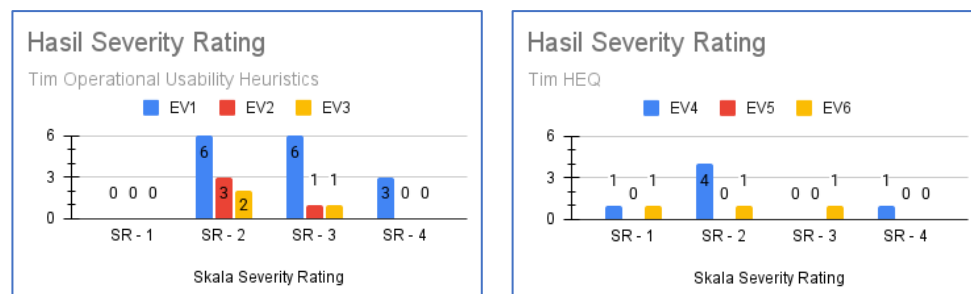 Hasil Severity Rating
Tim Operational Usability Heuristics
EV1 EV2 EV3
6
3
0
0 0 0
6 3 2
6 1 1
3 0 0
SR - 1 SR - 2 SR - 3 SR - 4
Skala Severity Rating
Hasil Severity Rating
Tim HEQ
EV4 EV5 EV6
6
3
0
1 0 1
4 0 1
0 0 1
1 0 0
SR - 1 SR - 2 SR - 3 SR - 4
Skala Severity Rating